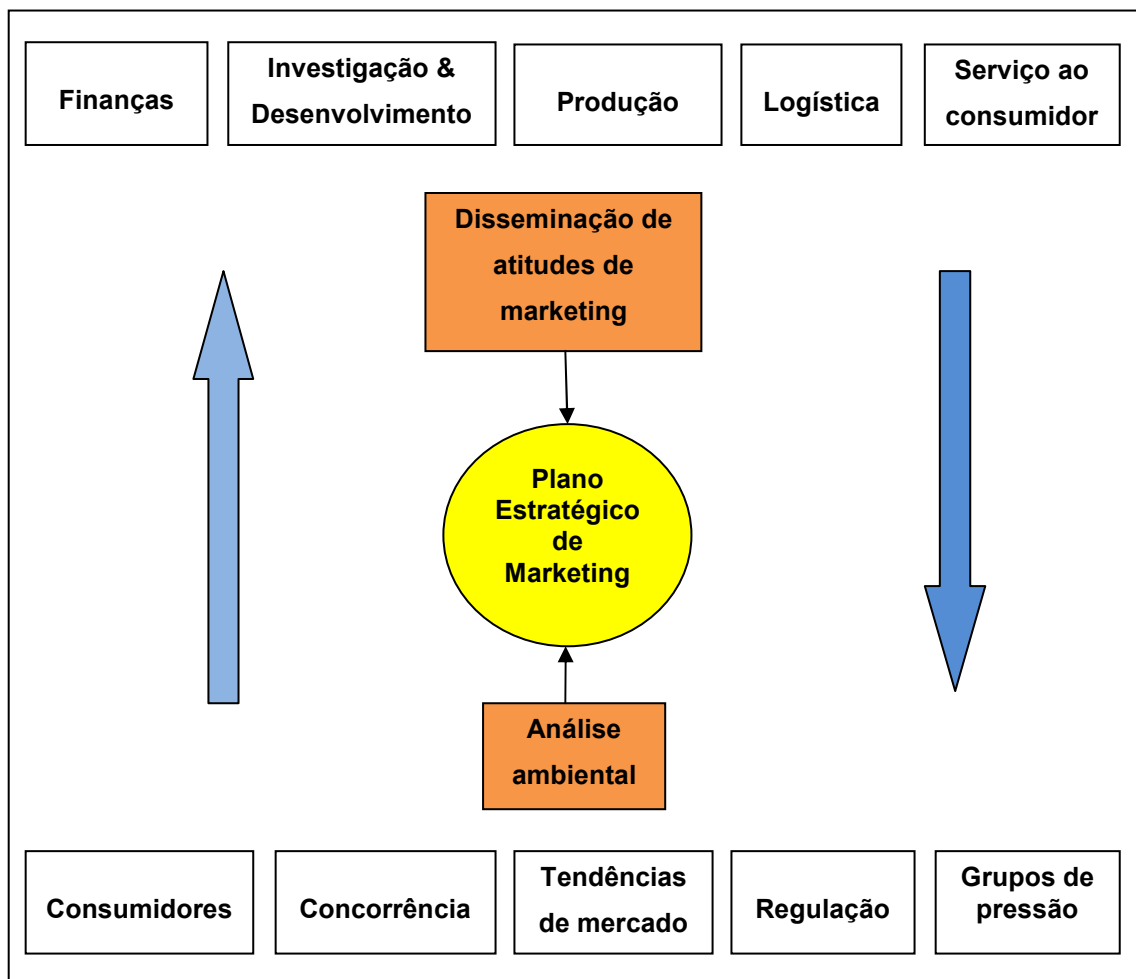 Finanças
Investigação &
Desenvolvimento
Produção
Logística
Serviço ao
consumidor
Disseminação de
atitudes de
marketing
Plano
Estratégico
de
Marketing
Análise
ambiental
Consumidores
Concorrência
Tendências
de mercado
Regulação
Grupos de
pressão